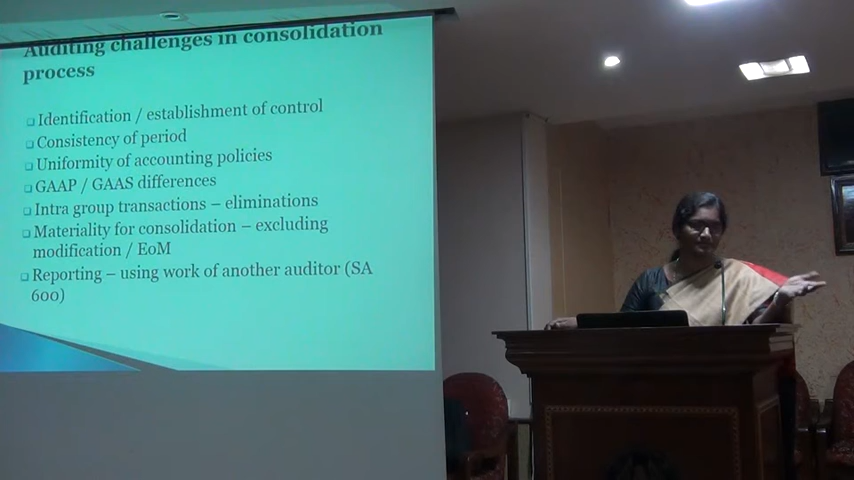 Auditing challenges in consolidation
process
Identification / establishment of control
Consistency of period
Uniformity of accounting policies
GAAP / GAAS differences
Intra group transactions – eliminations
Materiality for consolidation – excluding
modification / EoM
Reporting – using work of another auditor (SA
600)